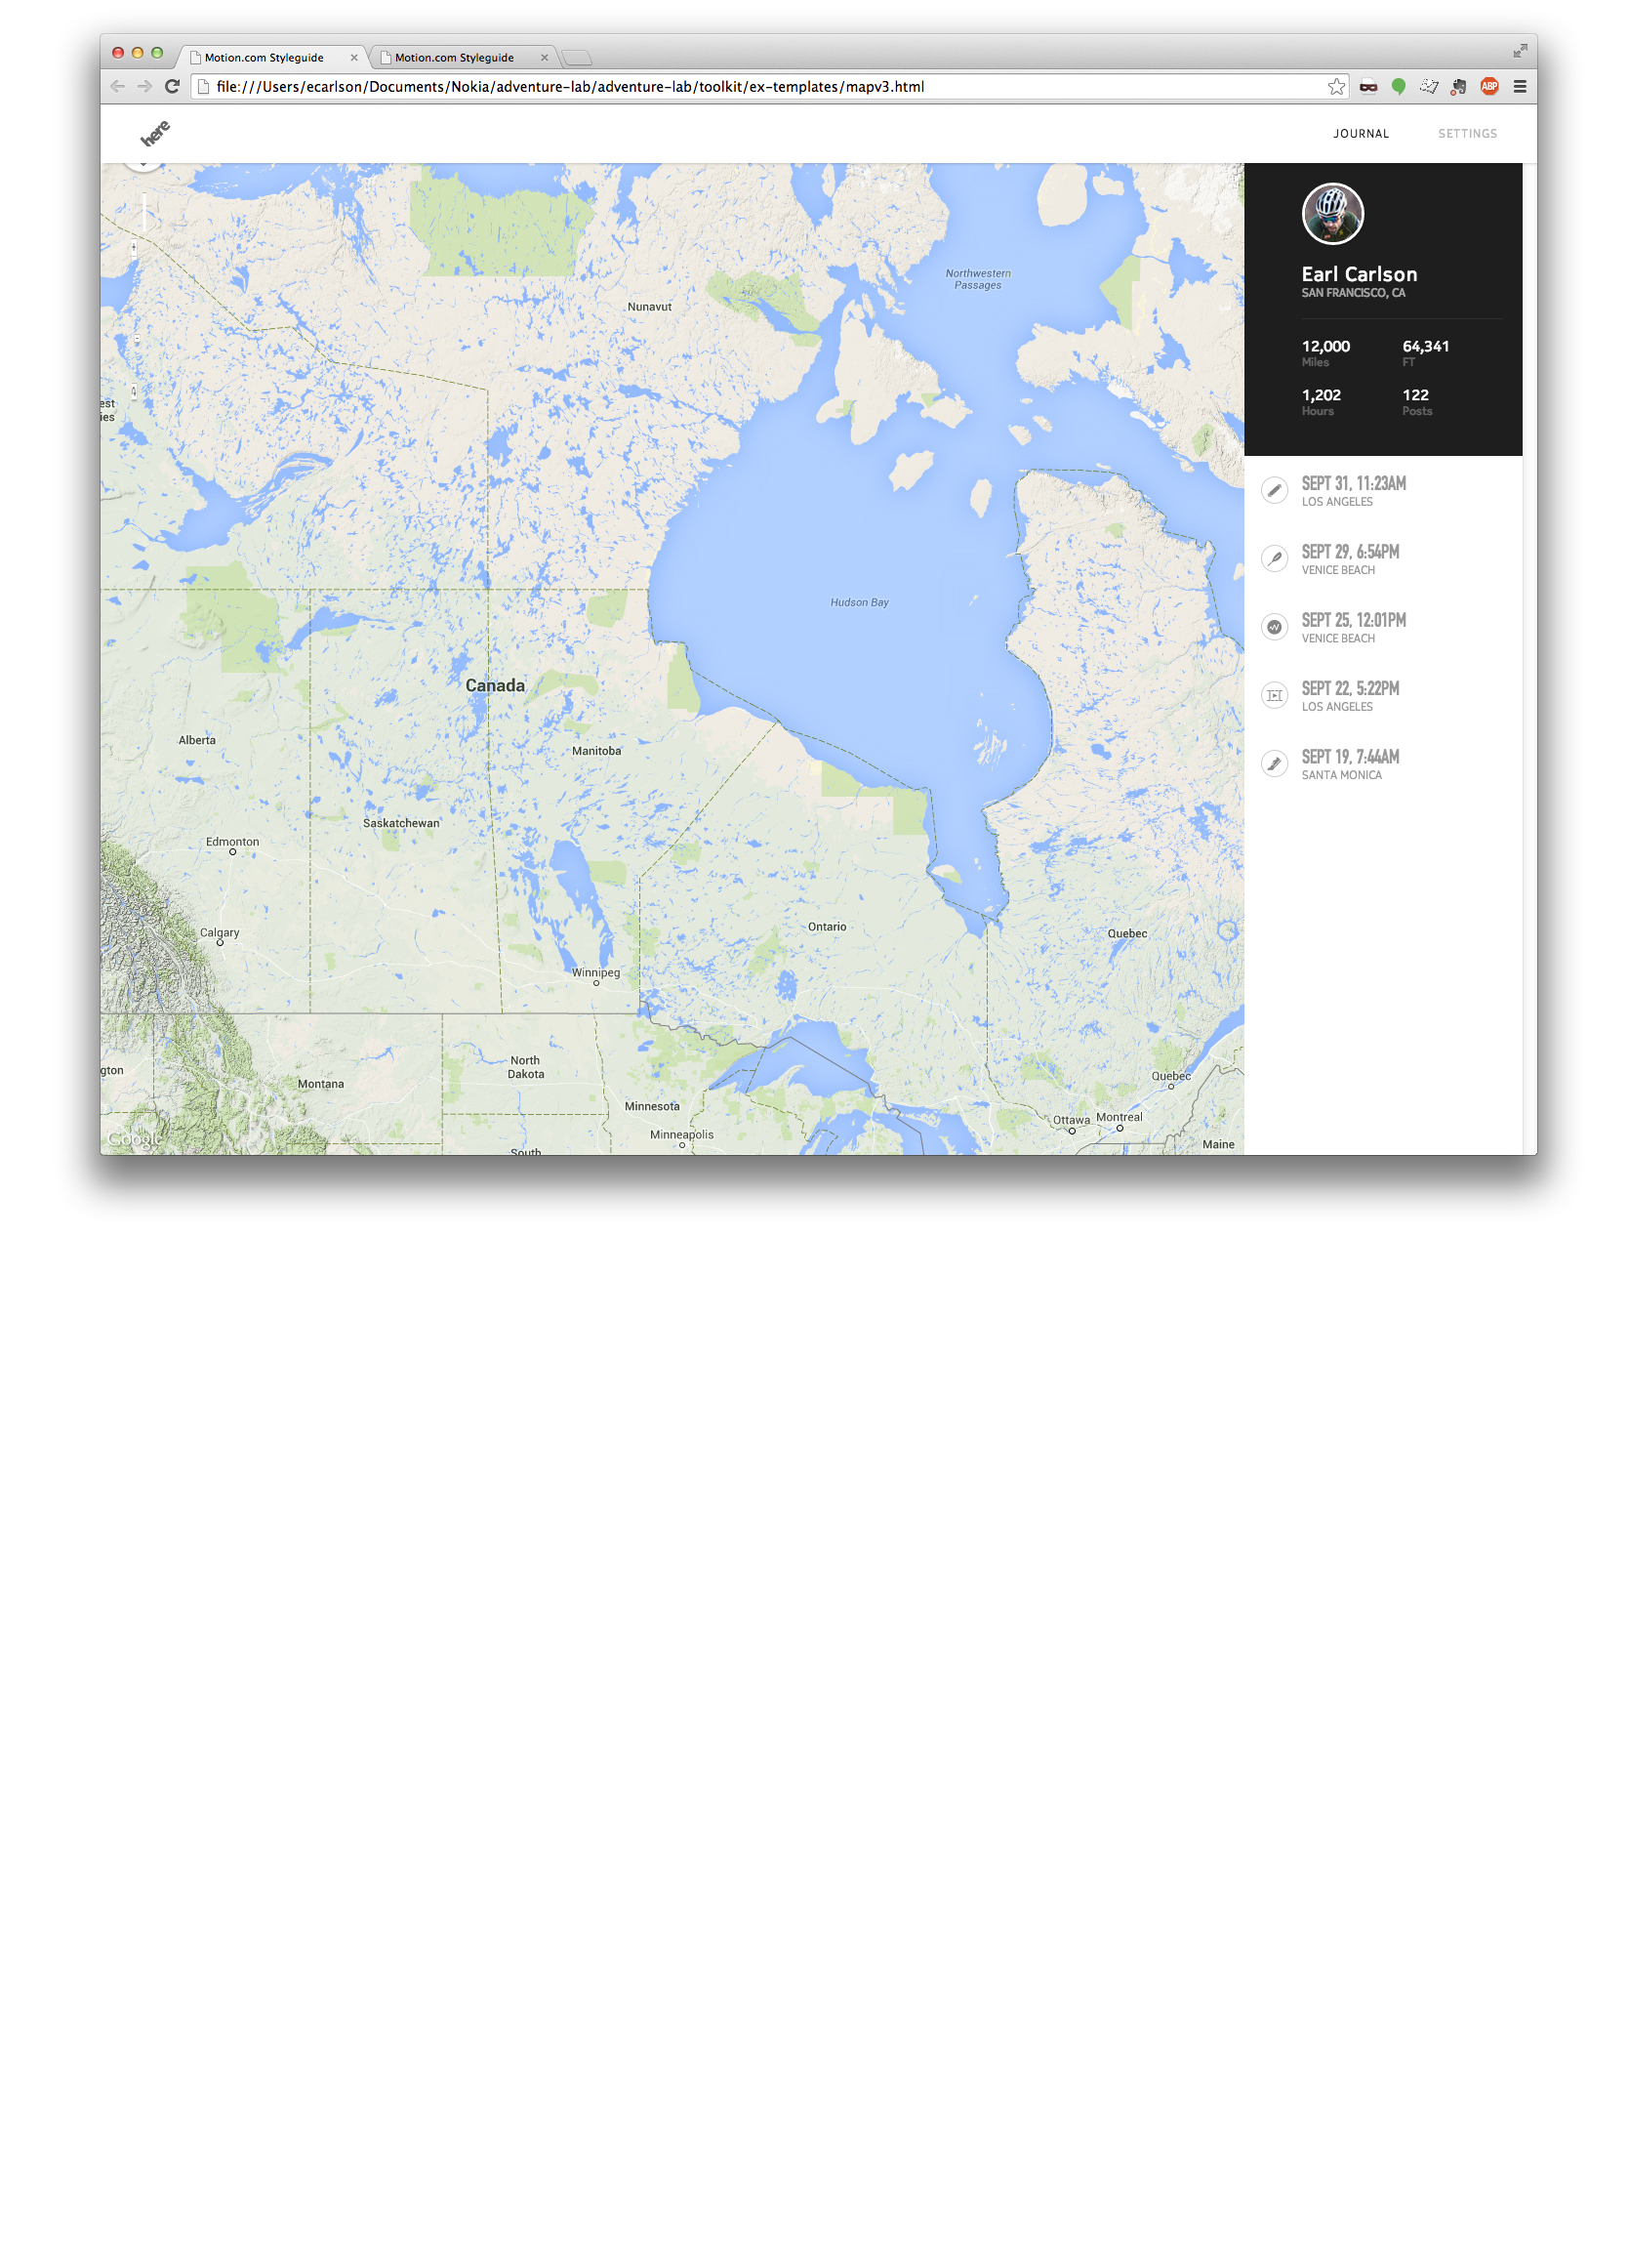 Motion.com Styleguide
Motion.com Styleguide
file:///Users/ecarlson/Documents/Nokia/adventure-lab/adventure-lab/toolkit/ex-templates/mapv3.html
ABP
here
JOURNAL
SETTINGS
Northwestern
Passages
Nunavut
est
ies
Hudson Bay
Canada
Alberta
Manitoba
Saskatchewan
Edmonton
Calgary
Ontario
Quebec
Winnipeg
North
Dakota
gton
Montana
Quebec
Minnesota
Ottawa
Montreal
Minneapolis
Google
Maine
South
Earl Carlson
SAN FRANCISCO, CA
12,000
Miles
64,341
FT
1,202
Hours
122
Posts
SEPT 31, 11:23AM
LOS ANGELES
SEPT 29, 6:54PM
VENICE BEACH
SEPT 25, 12:01PM
VENICE BEACH
SEPT 22, 5:22PM
LOS ANGELES
SEPT 19, 7:44AM
SANTA MONICA